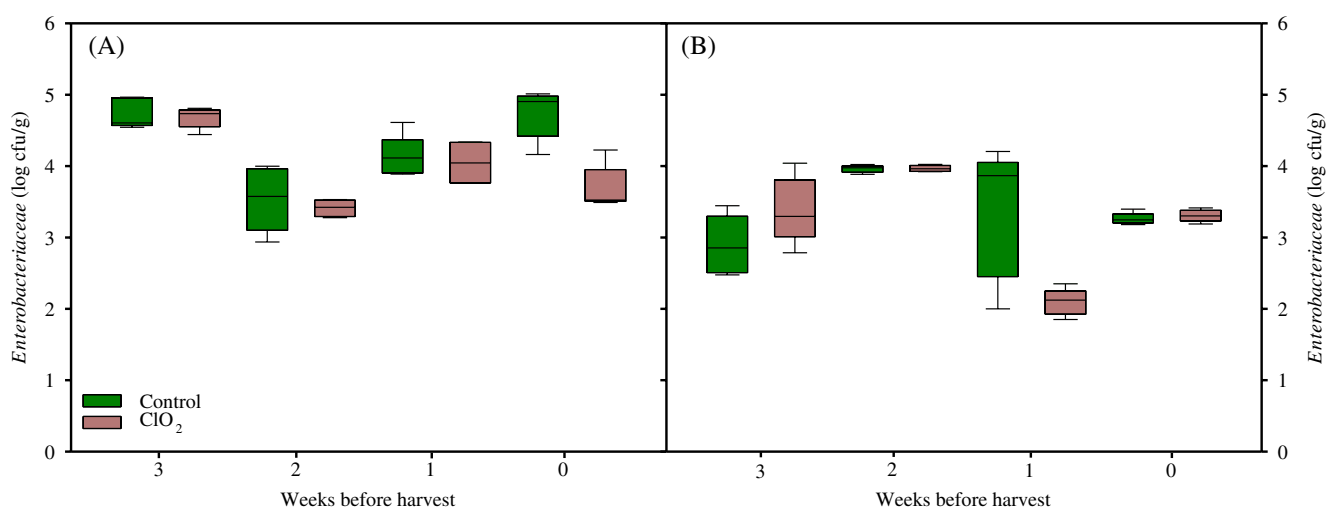 (A)
(B)
6
5
4
3
2
1
0
Enterobacteriaceae (log cfu/g)
Control
ClO2
3
2
1
0
Weeks before harvest
3
2
1
0
Weeks before harvest
6
5
4
3
2
1
0
Enterobacteriaceae (log cfu/g)